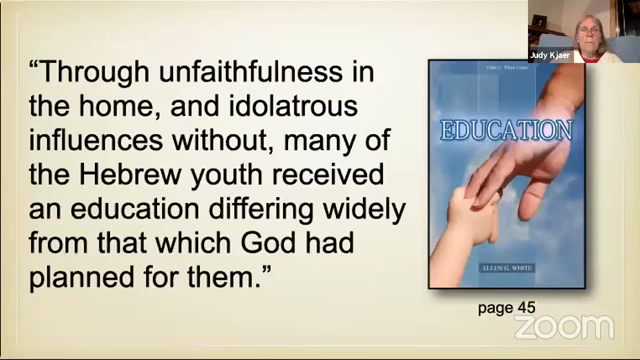 Judy Kjaer
“Through unfaithfulness in
the home, and idolatrous
influences without, many of
the Hebrew youth received
an education differing widely
from that which God had
planned for them.”
EDUCATION
ELLEN G. WHITE
page 45
zoom